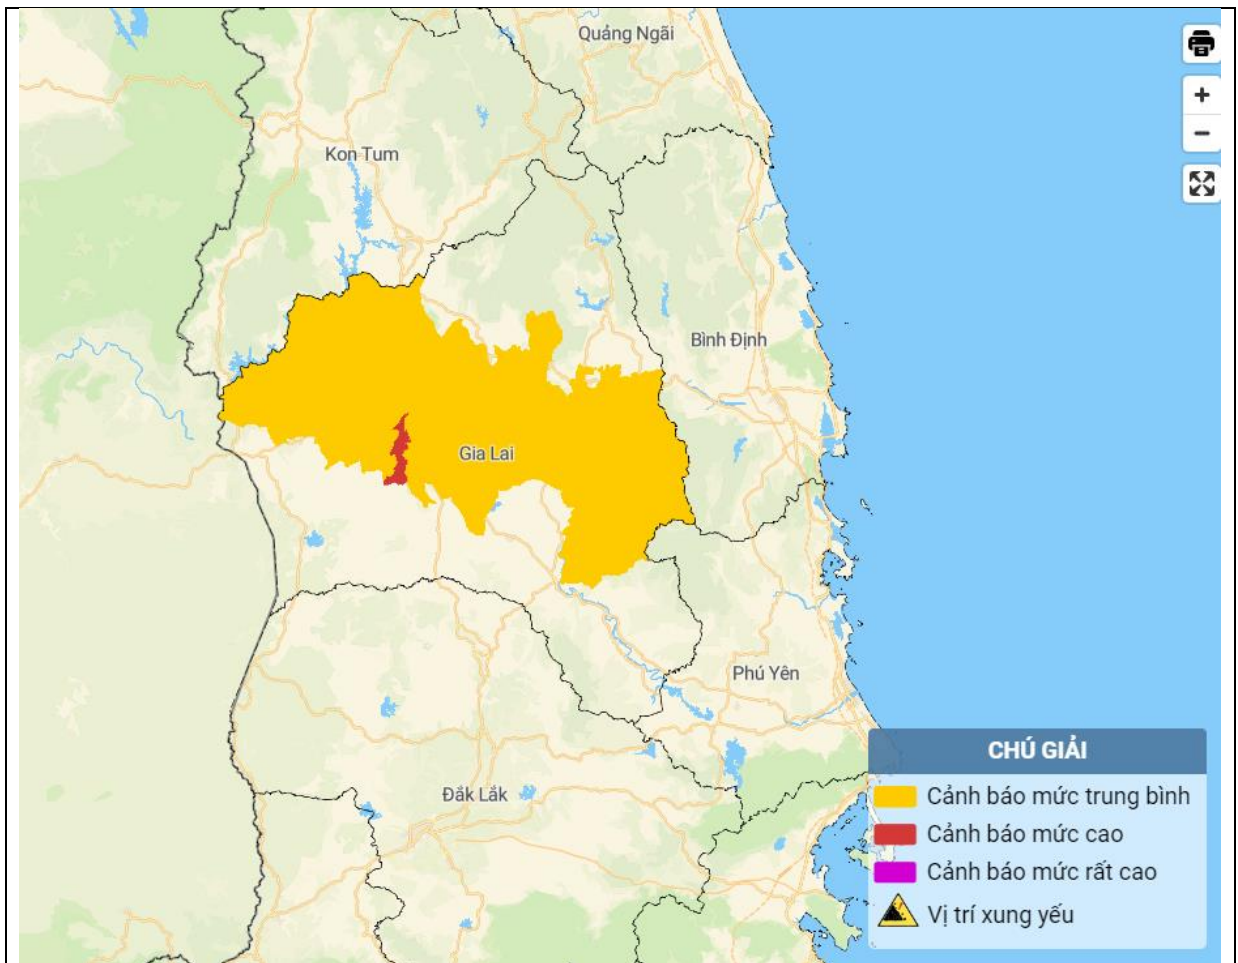 Quảng Ngãi
+
Kon Tum
−
Bình Định
Gia Lai
Phú Yên
Đắk Lắk
CHÚ GIẢI
Cảnh báo mức trung bình
Cảnh báo mức cao
Cảnh báo mức rất cao
Vị trí xung yếu